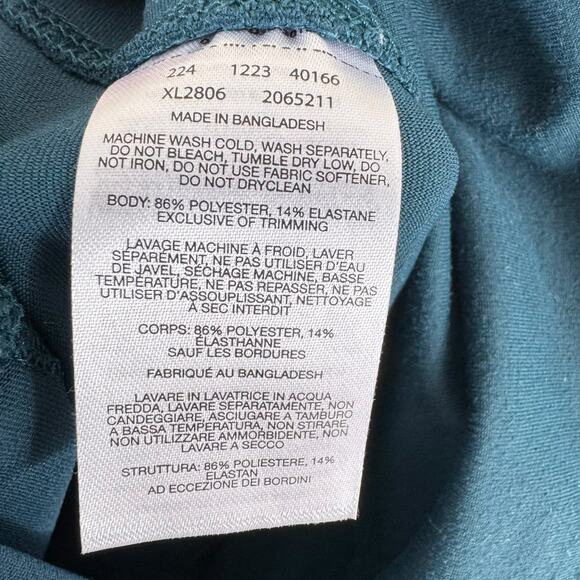 224 1223 40166
XL2806 2065211
MADE IN BANGLADESH
MACHINE WASH COLD, WASH SEPARATELY,
DO NOT BLEACH, TUMBLE DRY LOW, DO
NOT IRON, DO NOT USE FABRIC SOFTENER,
DO NOT DRYCLEAN
BODY: 86% POLYESTER, 14% ELASTANE
EXCLUSIVE OF TRIMMING
LAVAGE MACHINE À FROID, LAVER
SÉPARÉMENT, NE PAS UTILISER D'EAU
DE JAVEL, SÉCHAGE MACHINE, BASSE
TEMPÉRATURE, NE PAS REPASSER, NE PAS
UTILISER D'ASSOUPLISSANT, NETTOYAGE
À SEC INTERDIT
CORPS: 86% POLYESTER, 14%
ÉLASTHANNE
SAUF LES BORDURES
FABRIQUÉ AU BANGLADESH
LAVARE IN LAVATRICE IN ACQUA
FREDDA, LAVARE SEPARATAMENTE, NON
CANDEGGIARE, ASCIUGARE A TAMBURO
A BASSA TEMPERATURA, NON STIRARE,
NON UTILIZZARE AMMORBIDENTE, NON
LAVARE A SECCO
STRUTTURA: 86% POLIESTERE, 14%
ELASTAN
AD ECCEZIONE DEI BORDINI